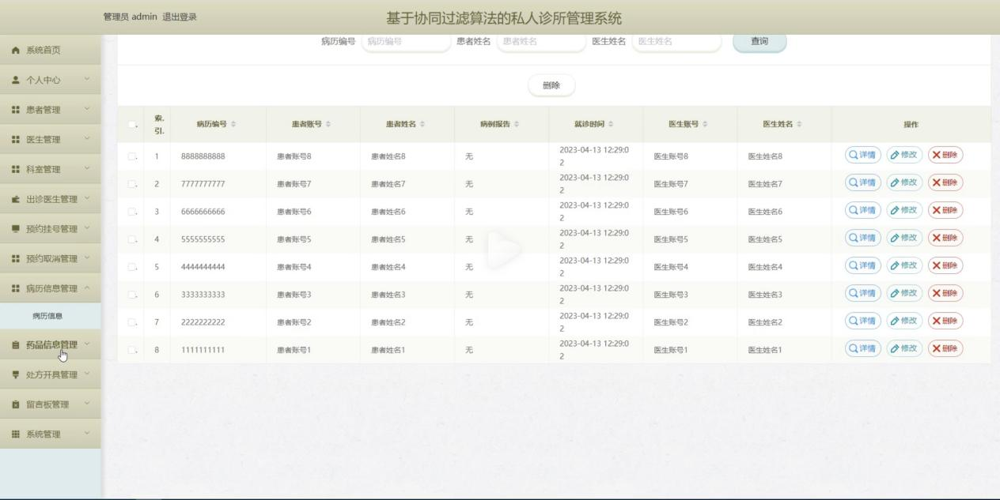 管理员 admin 退出登录
基于协同过滤算法的私人诊所管理系统
系统首页
个人中心
患者管理
医生管理
科室管理
出诊医生管理
预约挂号管理
预约取消管理
病历信息管理
病历信息
药品信息管理
处方开具管理
留言板管理
系统管理
病历编号 病历编号 患者姓名 患者姓名 医生姓名 医生姓名 查询
删除
索引 病历编号 患者账号 患者姓名 病例报告 就诊时间 医生账号 医生姓名 操作
1 8888888888 患者账号8 患者姓名8 无 2023-04-13 12:29:02 医生账号8 医生姓名8 详情 修改 删除
2 7777777777 患者账号7 患者姓名7 无 2023-04-13 12:29:02 医生账号7 医生姓名7 详情 修改 删除
3 6666666666 患者账号6 患者姓名6 无 2023-04-13 12:29:02 医生账号6 医生姓名6 详情 修改 删除
4 5555555555 患者账号5 患者姓名5 无 2023-04-13 12:29:02 医生账号5 医生姓名5 详情 修改 删除
5 4444444444 患者账号4 患者姓名4 无 2023-04-13 12:29:02 医生账号4 医生姓名4 详情 修改 删除
6 3333333333 患者账号3 患者姓名3 无 2023-04-13 12:29:02 医生账号3 医生姓名3 详情 修改 删除
7 2222222222 患者账号2 患者姓名2 无 2023-04-13 12:29:02 医生账号2 医生姓名2 详情 修改 删除
8 1111111111 患者账号1 患者姓名1 无 2023-04-13 12:29:02 医生账号1 医生姓名1 详情 修改 删除